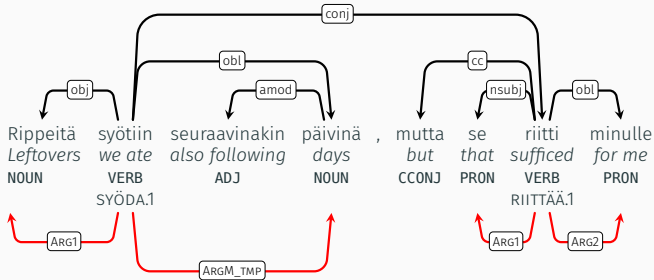 conj
obl cc
obj amod nsubj obl
Rippeitä syötiin seuraavinakin päivinä , mutta se riitti minulle
Leftovers we ate also following days but that sufficed for me
NOUN VERB ADJ NOUN CCONJ PRON VERB PRON
SYÖDA.1 RIITTÄÄ.1
ARG1 ARG1 ARG2
ARGM_TMP